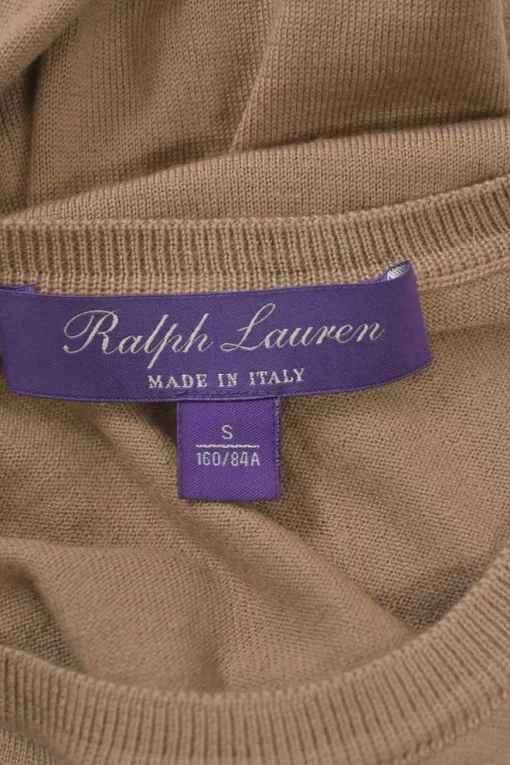 Ralph Lauren
MADE IN ITALY
S
160/84A